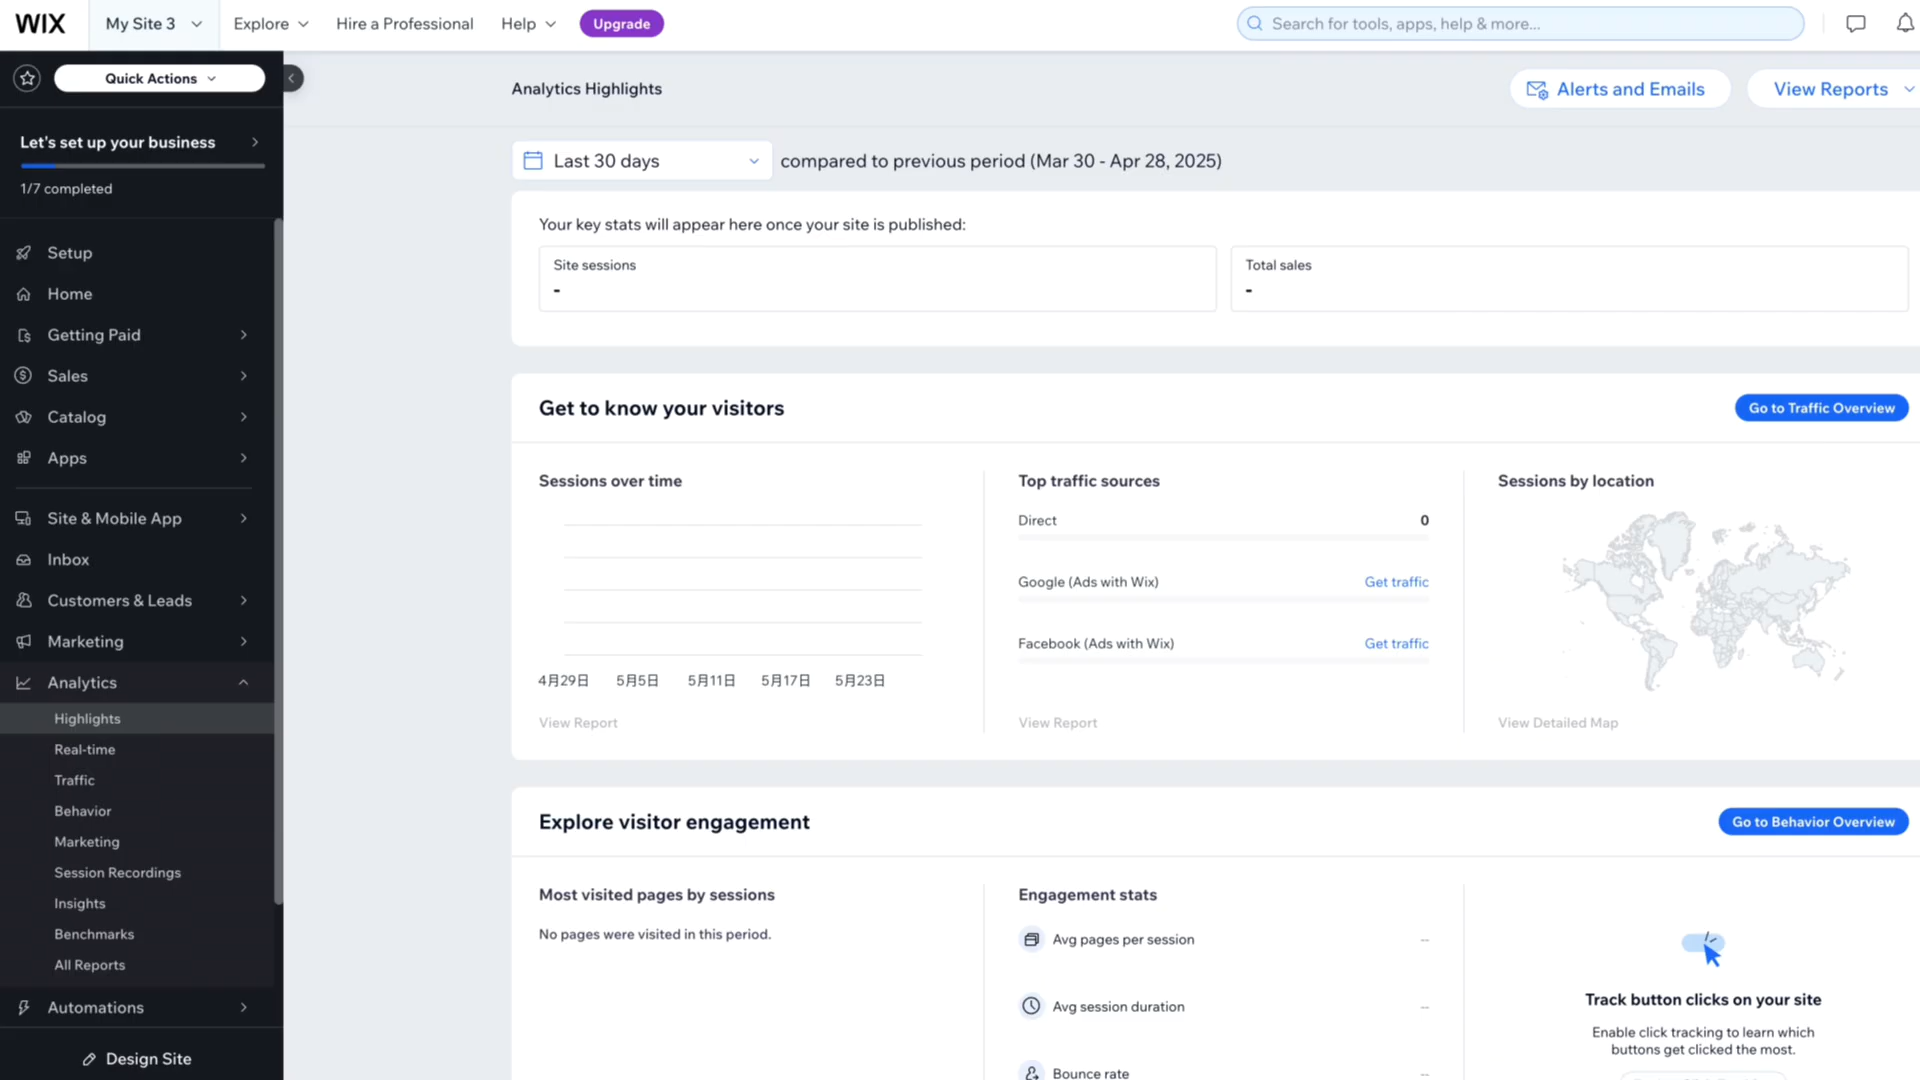 WIX
My Site 3
Explore
Hire a Professional
Help
Upgrade
Search for tools, apps, help & more...
Quick Actions
Let's set up your business
1/7 completed
Setup
Home
Getting Paid
Sales
Catalog
Apps
Site & Mobile App
Inbox
Customers & Leads
Marketing
Analytics
Highlights
Real-time
Traffic
Behavior
Marketing
Session Recordings
Insights
Benchmarks
All Reports
Automations
Design Site
Analytics Highlights
Alerts and Emails
View Reports
Last 30 days
compared to previous period (Mar 30 - Apr 28, 2025)
Your key stats will appear here once your site is published:
Site sessions
-
Total sales
-
Get to know your visitors
Go to Traffic Overview
Sessions over time
4月29日 5月5日 5月11日 5月17日 5月23日
View Report
Top traffic sources
Direct 0
Google (Ads with Wix) Get traffic
Facebook (Ads with Wix) Get traffic
View Report
Sessions by location
View Detailed Map
Explore visitor engagement
Go to Behavior Overview
Most visited pages by sessions
No pages were visited in this period.
Engagement stats
Avg pages per session --
Avg session duration --
Bounce rate --
Track button clicks on your site
Enable click tracking to learn which
buttons get clicked the most.